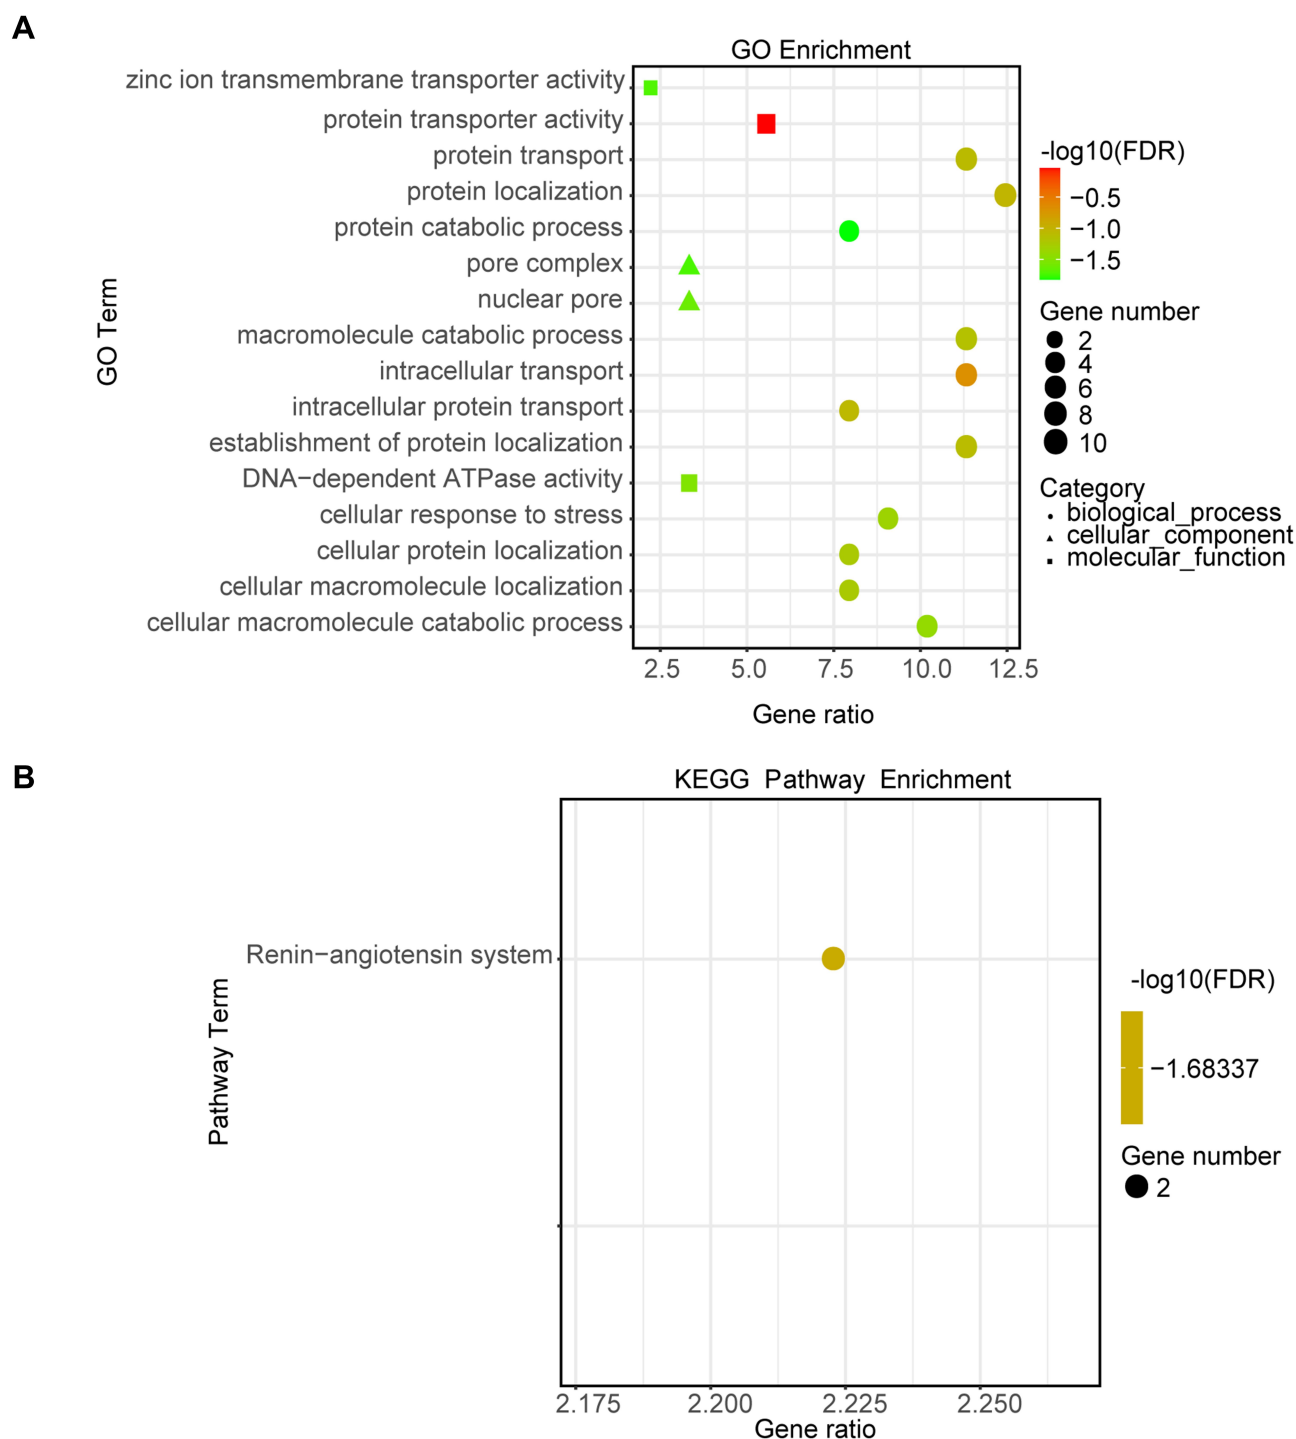 A
GO Enrichment
zinc ion transmembrane transporter activity
protein transporter activity
protein transport
protein localization
protein catabolic process
pore complex
nuclear pore
macromolecule catabolic process
intracellular transport
intracellular protein transport
establishment of protein localization
DNA−dependent ATPase activity
cellular response to stress
cellular protein localization
cellular macromolecule localization
cellular macromolecule catabolic process
GO Term
2.5 5.0 7.5 10.0 12.5
Gene ratio
-log10(FDR)
−0.5
−1.0
−1.5
Gene number
2
4
6
8
10
Category
biological_process
cellular_component
molecular_function
B
KEGG Pathway Enrichment
Renin−angiotensin system
Pathway Term
2.175 2.200 2.225 2.250
Gene ratio
-log10(FDR)
−1.68337
Gene number
2